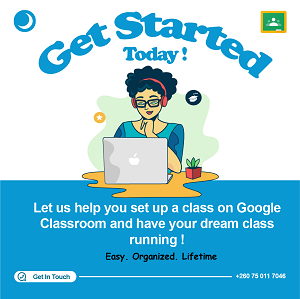 Get Started
Today !
Let us help you set up a class on Google
Classroom and have your dream class
running !
Easy. Organized. Lifetime
Get In Touch
+260 75 011 7046